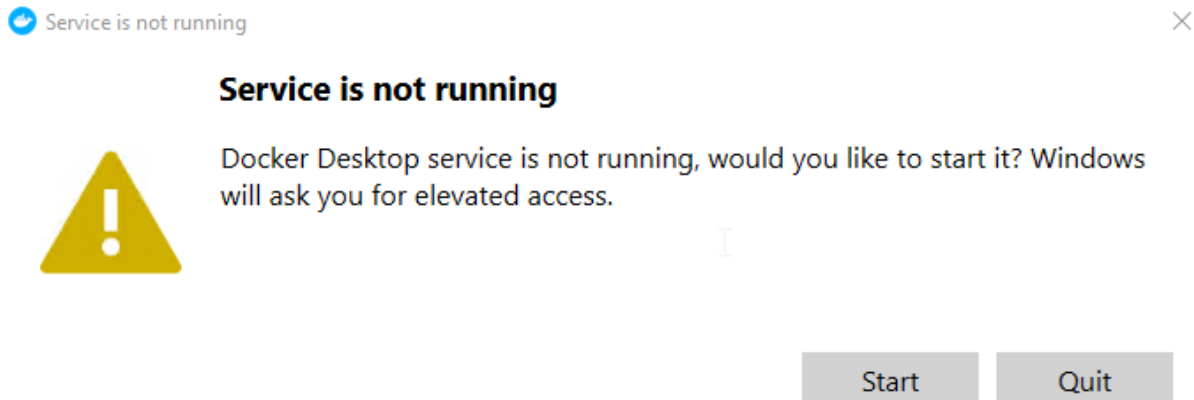 Service is not running
Service is not running
Docker Desktop service is not running, would you like to start it? Windows
will ask you for elevated access.
Start
Quit